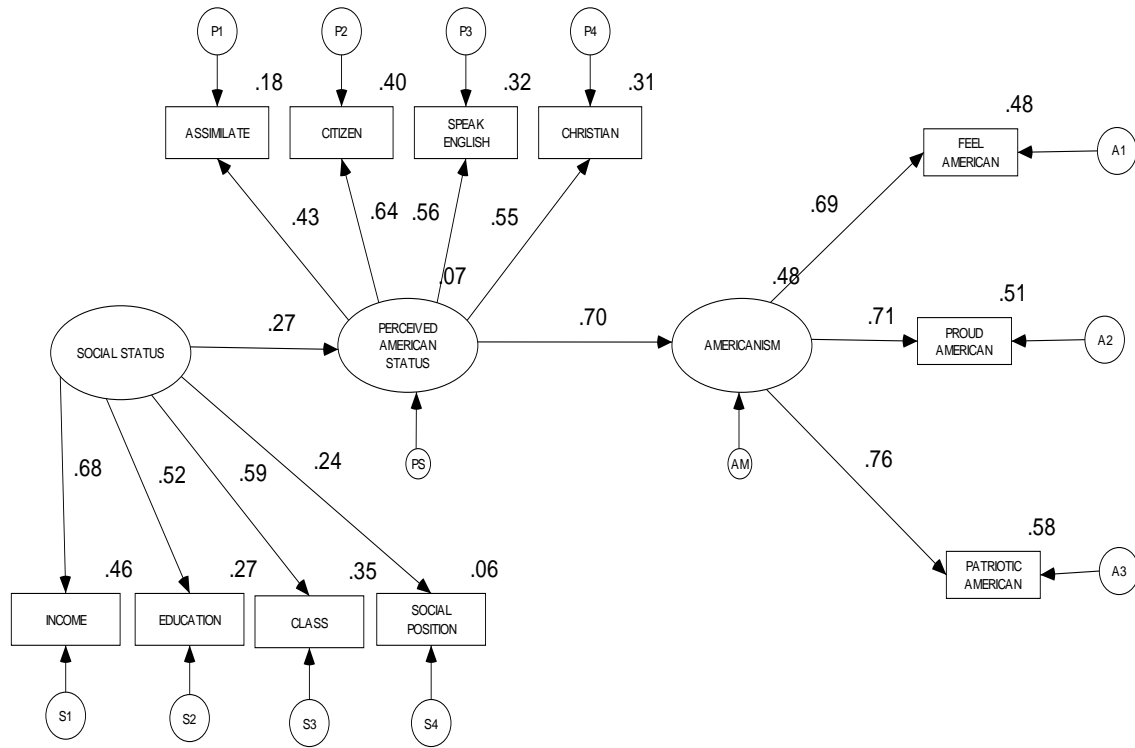 P1 P2 P3 P4
.18 .40 .32 .31
ASSIMILATE CITIZEN SPEAK ENGLISH CHRISTIAN
.48
FEEL AMERICAN A1
.43 .64 .56 .55
.69
.07 .48
.51
SOCIAL STATUS .27 PERCEIVED AMERICAN STATUS .70 AMERICANISM .71 PROUD AMERICAN A2
PS AM
.68 .52 .59 .24
.76
.58
PATRIOTIC AMERICAN A3
.46 .27 .35 .06
INCOME EDUCATION CLASS SOCIAL POSITION
S1 S2 S3 S4